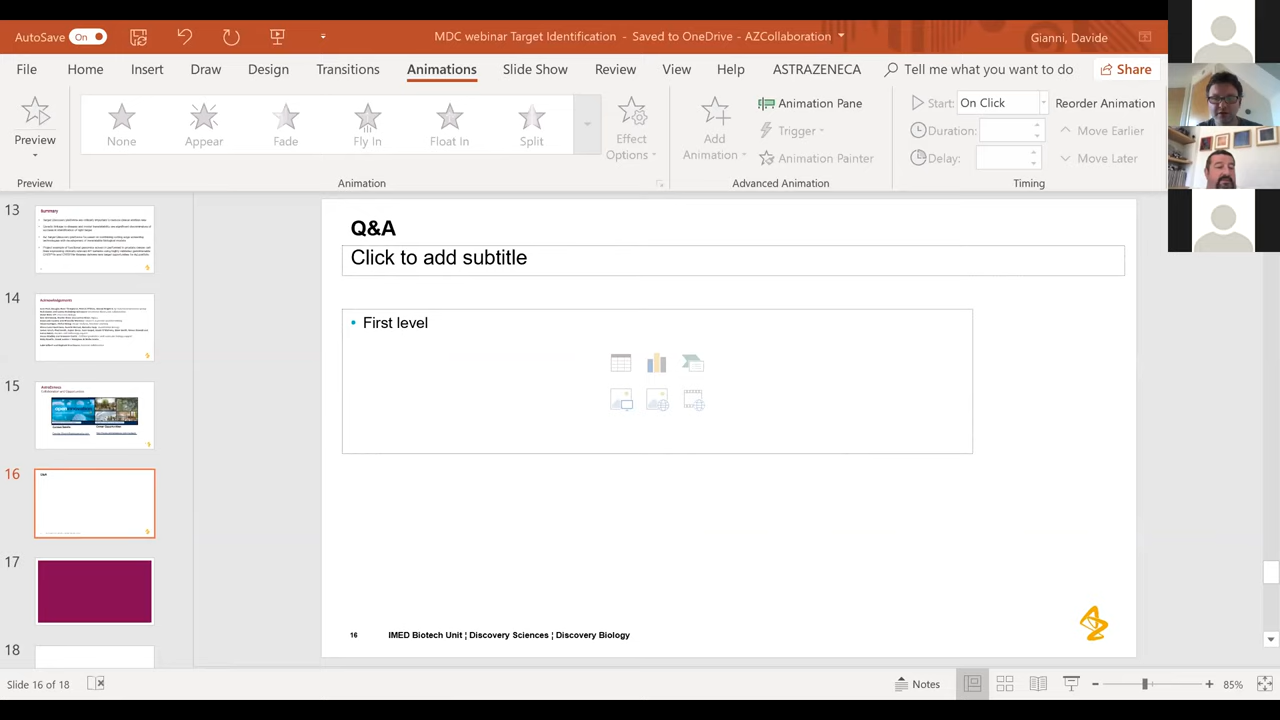 AutoSave On
MDC webinar Target Identification - Saved to OneDrive - AZCollaboration
Gianni, Davide
File Home Insert Draw Design Transitions Animations Slide Show Review View Help ASTRAZENECA Tell me what you want to do Share
Preview
None Appear Fade Fly In Float In Split
Effect Options
Add Animation
Animation Pane
Trigger
Animation Painter
Start: On Click
Duration:
Delay:
Reorder Animation
Move Earlier
Move Later
Preview Animation Advanced Animation Timing
13
Summary
14
Acknowledgements
15
16
Q&A
17
18
Q&A
Click to add subtitle
• First level
16 IMED Biotech Unit ¦ Discovery Sciences ¦ Discovery Biology
Slide 16 of 18
Notes
85%